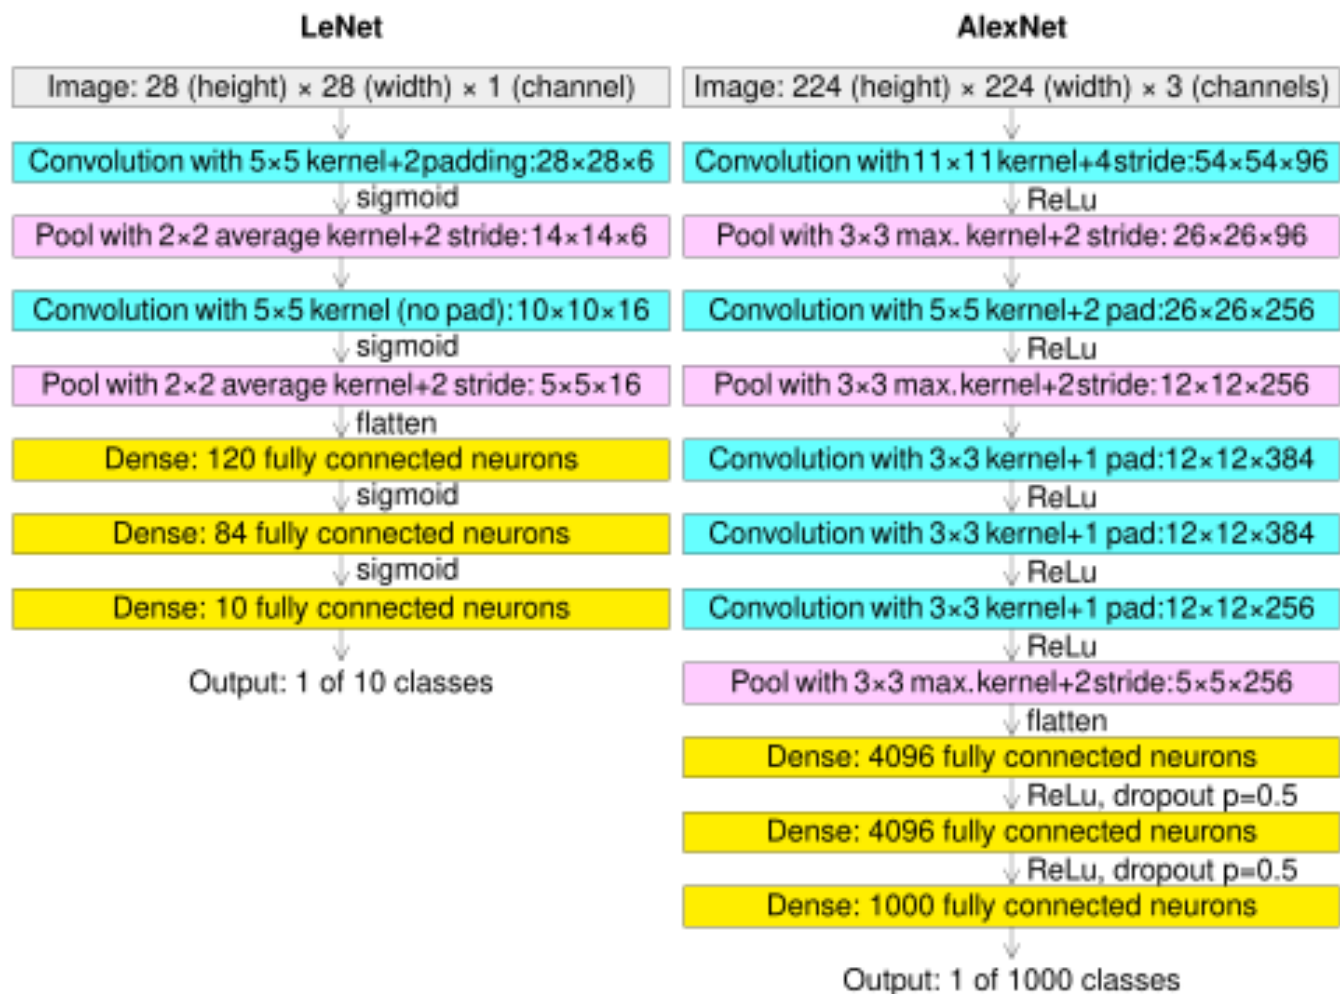 LeNet
Image: 28 (height) × 28 (width) × 1 (channel)
Convolution with 5×5 kernel+2padding:28×28×6
sigmoid
Pool with 2×2 average kernel+2 stride:14×14×6
Convolution with 5×5 kernel (no pad):10×10×16
sigmoid
Pool with 2×2 average kernel+2 stride: 5×5×16
flatten
Dense: 120 fully connected neurons
sigmoid
Dense: 84 fully connected neurons
sigmoid
Dense: 10 fully connected neurons
Output: 1 of 10 classes
AlexNet
Image: 224 (height) × 224 (width) × 3 (channels)
Convolution with 11×11 kernel+4 stride:54×54×96
ReLu
Pool with 3×3 max. kernel+2 stride: 26×26×96
Convolution with 5×5 kernel+2 pad:26×26×256
ReLu
Pool with 3×3 max.kernel+2stride:12×12×256
Convolution with 3×3 kernel+1 pad:12×12×384
ReLu
Convolution with 3×3 kernel+1 pad:12×12×384
ReLu
Convolution with 3×3 kernel+1 pad:12×12×256
ReLu
Pool with 3×3 max.kernel+2stride:5×5×256
flatten
Dense: 4096 fully connected neurons
ReLu, dropout p=0.5
Dense: 4096 fully connected neurons
ReLu, dropout p=0.5
Dense: 1000 fully connected neurons
Output: 1 of 1000 classes